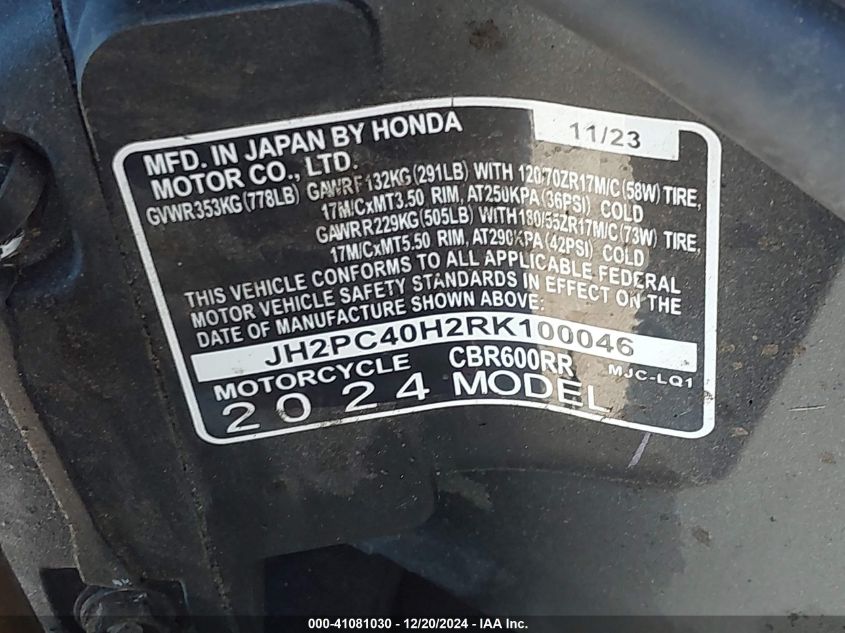 MFD. IN JAPAN BY HONDA
MOTOR CO., LTD.
11/23
GVWR353KG(778LB) GAWRF132KG(291LB) WITH 120/70ZR17M/C(58W) TIRE,
17M/CxMT3.50 RIM, AT250KPA(36PSI) COLD
GAWRR229KG(505LB) WITH180/55ZR17M/C(73W) TIRE,
17M/CxMT5.50 RIM, AT290KPA(42PSI) COLD
THIS VEHICLE CONFORMS TO ALL APPLICABLE FEDERAL
MOTOR VEHICLE SAFETY STANDARDS IN EFFECT ON THE
DATE OF MANUFACTURE SHOWN ABOVE:
JH2PC40H2RK100046
MOTORCYCLE CBR600RR MJC-LQ1
2024 MODEL
000-41081030 - 12/20/2024 - IAA Inc.